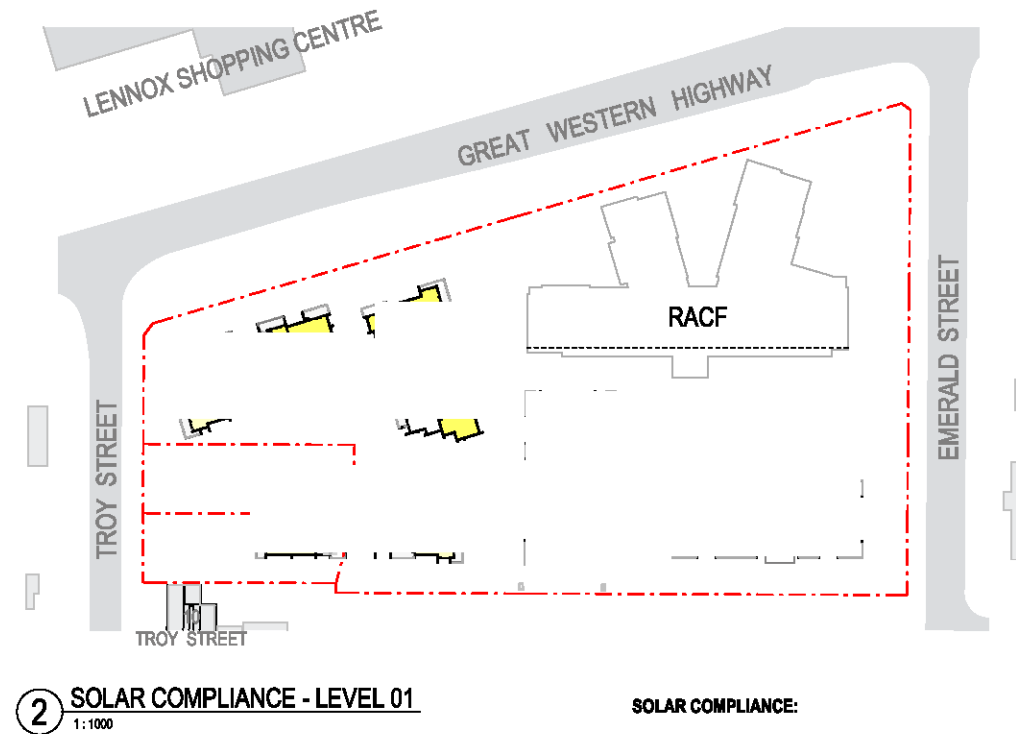 LENNOX SHOPPING CENTRE
GREAT WESTERN HIGHWAY
RACF
EMERALD STREET
TROY STREET
TROY STREET
2
SOLAR COMPLIANCE - LEVEL 01
1 : 1000
SOLAR COMPLIANCE: